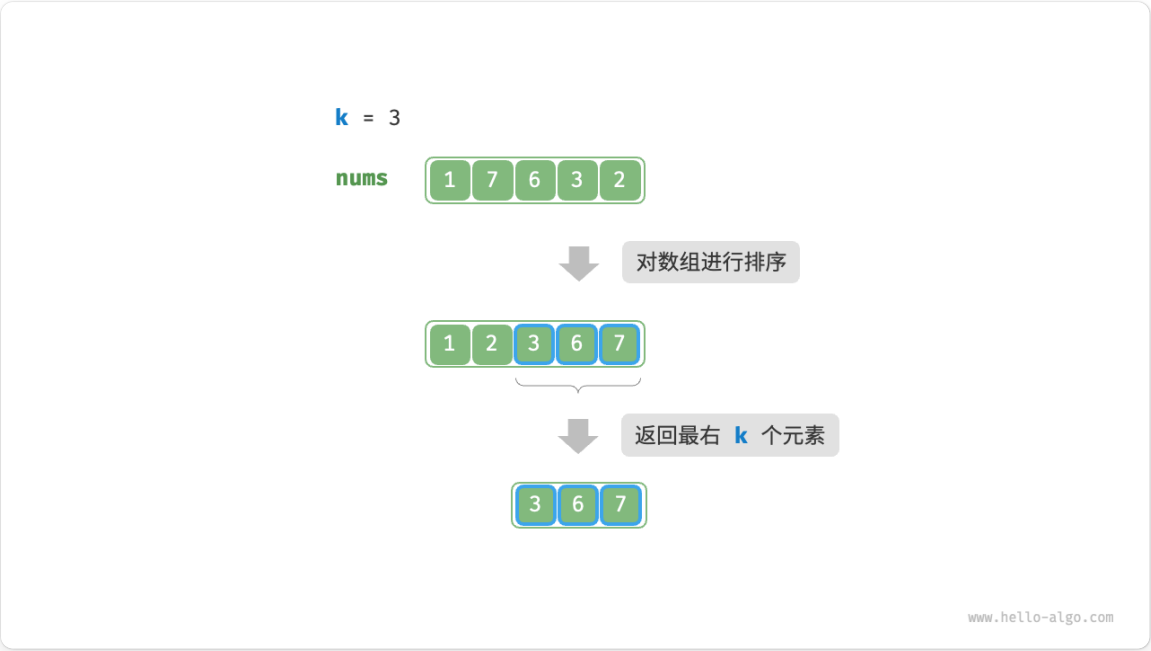 k = 3
nums 1 7 6 3 2
对数组进行排序
1 2 3 6 7
返回最右 k 个元素
3 6 7
www.hello-algo.com